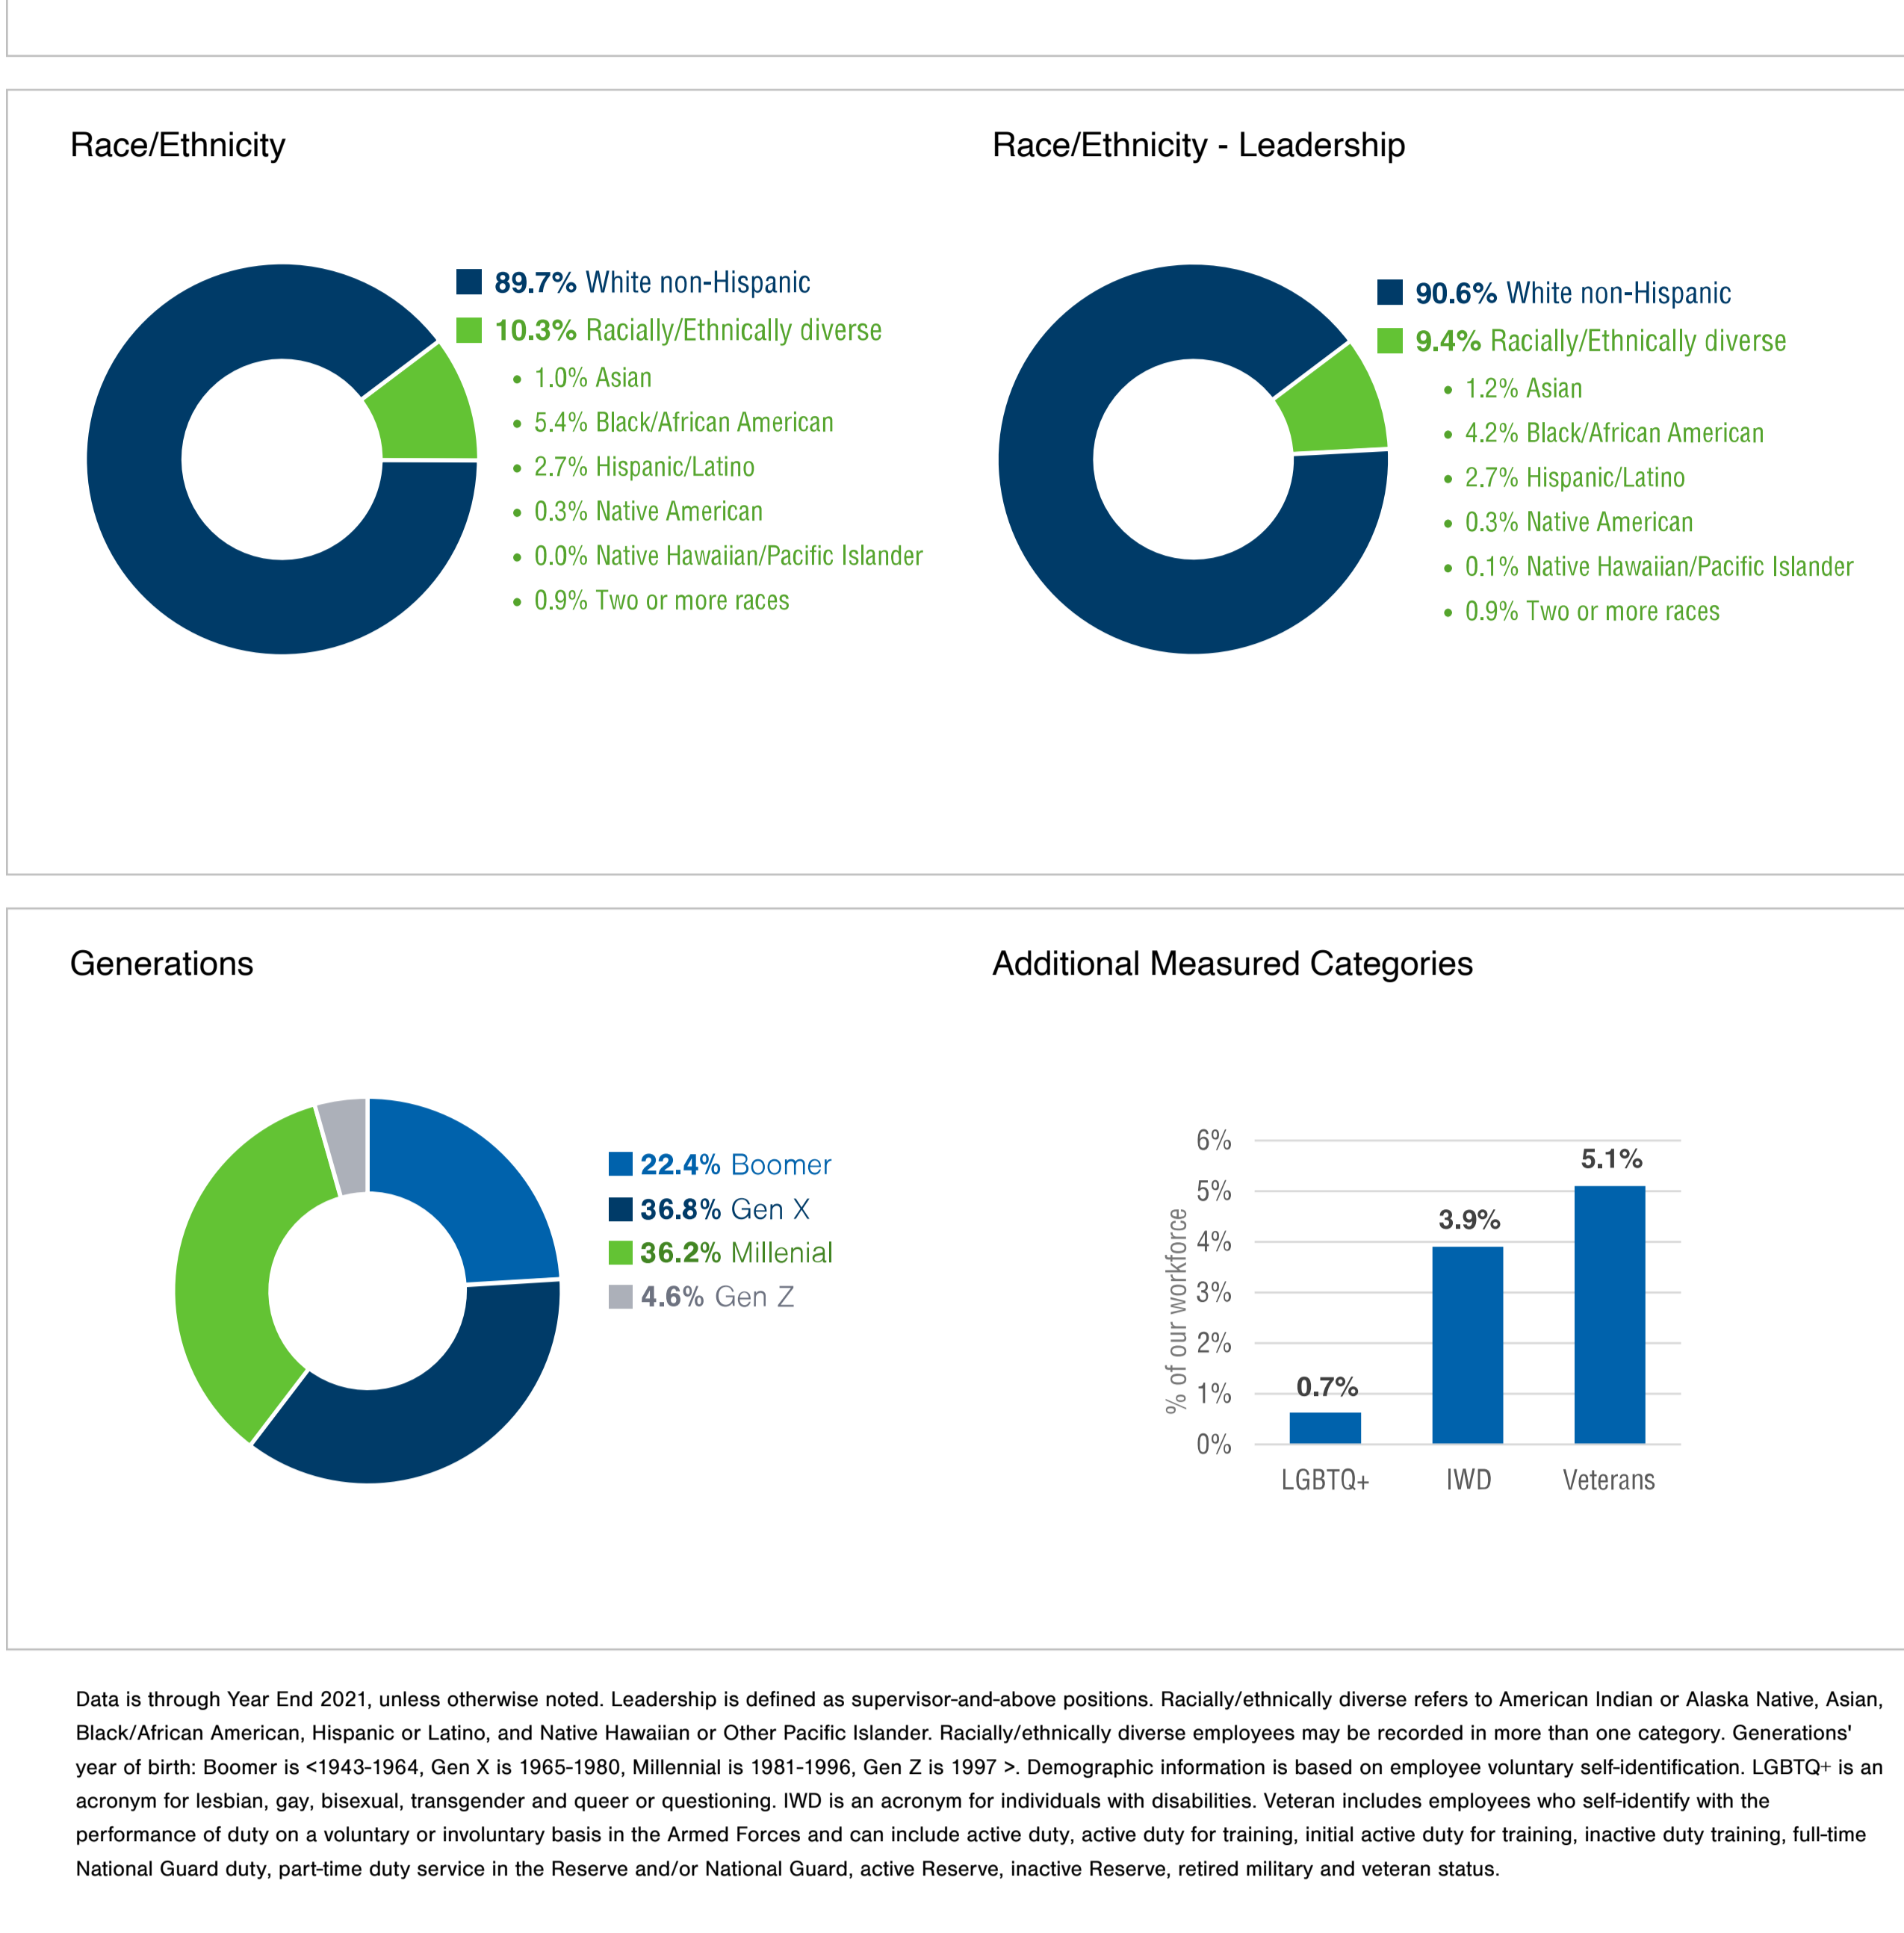 Race/Ethnicity
89.7% White non-Hispanic
10.3% Racially/Ethnically diverse
• 1.0% Asian
• 5.4% Black/African American
• 2.7% Hispanic/Latino
• 0.3% Native American
• 0.0% Native Hawaiian/Pacific Islander
• 0.9% Two or more races
Race/Ethnicity - Leadership
90.6% White non-Hispanic
9.4% Racially/Ethnically diverse
• 1.2% Asian
• 4.2% Black/African American
• 2.7% Hispanic/Latino
• 0.3% Native American
• 0.1% Native Hawaiian/Pacific Islander
• 0.9% Two or more races
Generations
22.4% Boomer
36.8% Gen X
36.2% Millenial
4.6% Gen Z
Additional Measured Categories
% of our workforce
6%
5%
4%
3%
2%
1%
0%
0.7%
3.9%
5.1%
LGBTQ+
IWD
Veterans
Data is through Year End 2021, unless otherwise noted. Leadership is defined as supervisor-and-above positions. Racially/ethnically diverse refers to American Indian or Alaska Native, Asian,
Black/African American, Hispanic or Latino, and Native Hawaiian or Other Pacific Islander. Racially/ethnically diverse employees may be recorded in more than one category. Generations'
year of birth: Boomer is <1943-1964, Gen X is 1965-1980, Millennial is 1981-1996, Gen Z is 1997 >. Demographic information is based on employee voluntary self-identification. LGBTQ+ is an
acronym for lesbian, gay, bisexual, transgender and queer or questioning. IWD is an acronym for individuals with disabilities. Veteran includes employees who self-identify with the
performance of duty on a voluntary or involuntary basis in the Armed Forces and can include active duty, active duty for training, initial active duty for training, inactive duty training, full-time
National Guard duty, part-time duty service in the Reserve and/or National Guard, active Reserve, inactive Reserve, retired military and veteran status.